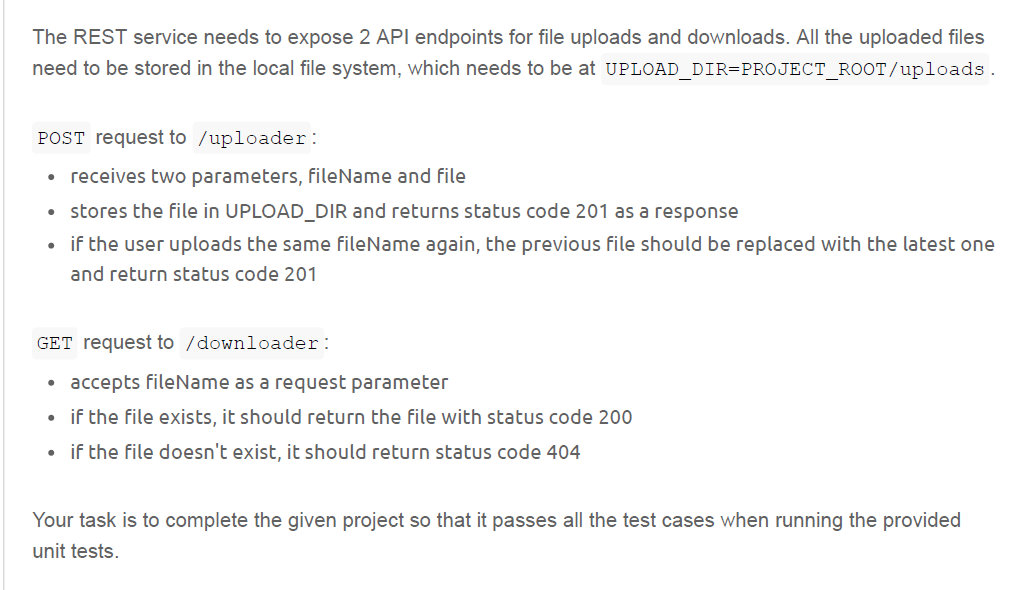 The REST service needs to expose 2 API endpoints for file uploads and downloads. All the uploaded files
need to be stored in the local file system, which needs to be at UPLOAD_DIR=PROJECT_ROOT/uploads.
POST request to /uploader:
• receives two parameters, fileName and file
• stores the file in UPLOAD_DIR and returns status code 201 as a response
• if the user uploads the same fileName again, the previous file should be replaced with the latest one
and return status code 201
GET request to /downloader:
• accepts fileName as a request parameter
• if the file exists, it should return the file with status code 200
• if the file doesn't exist, it should return status code 404
Your task is to complete the given project so that it passes all the test cases when running the provided
unit tests.